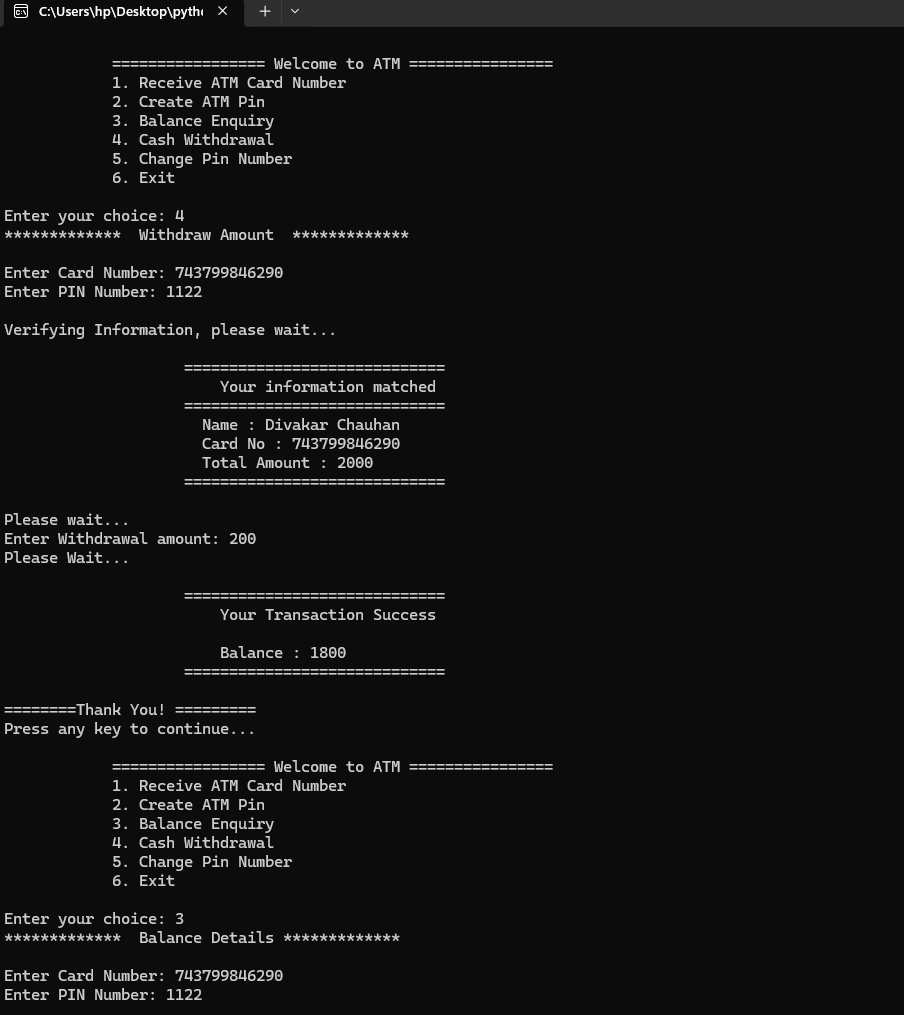 C:\Users\hp\Desktop\pyth
================= Welcome to ATM ================
1. Receive ATM Card Number
2. Create ATM Pin
3. Balance Enquiry
4. Cash Withdrawal
5. Change Pin Number
6. Exit
Enter your choice: 4
*************  Withdraw Amount  *************
Enter Card Number: 743799846290
Enter PIN Number: 1122
Verifying Information, please wait...
=============================
Your information matched
=============================
Name : Divakar Chauhan
Card No : 743799846290
Total Amount : 2000
=============================
Please wait...
Enter Withdrawal amount: 200
Please Wait...
=============================
Your Transaction Success
Balance : 1800
=============================
========Thank You! =========
Press any key to continue...
================= Welcome to ATM ================
1. Receive ATM Card Number
2. Create ATM Pin
3. Balance Enquiry
4. Cash Withdrawal
5. Change Pin Number
6. Exit
Enter your choice: 3
*************  Balance Details *************
Enter Card Number: 743799846290
Enter PIN Number: 1122